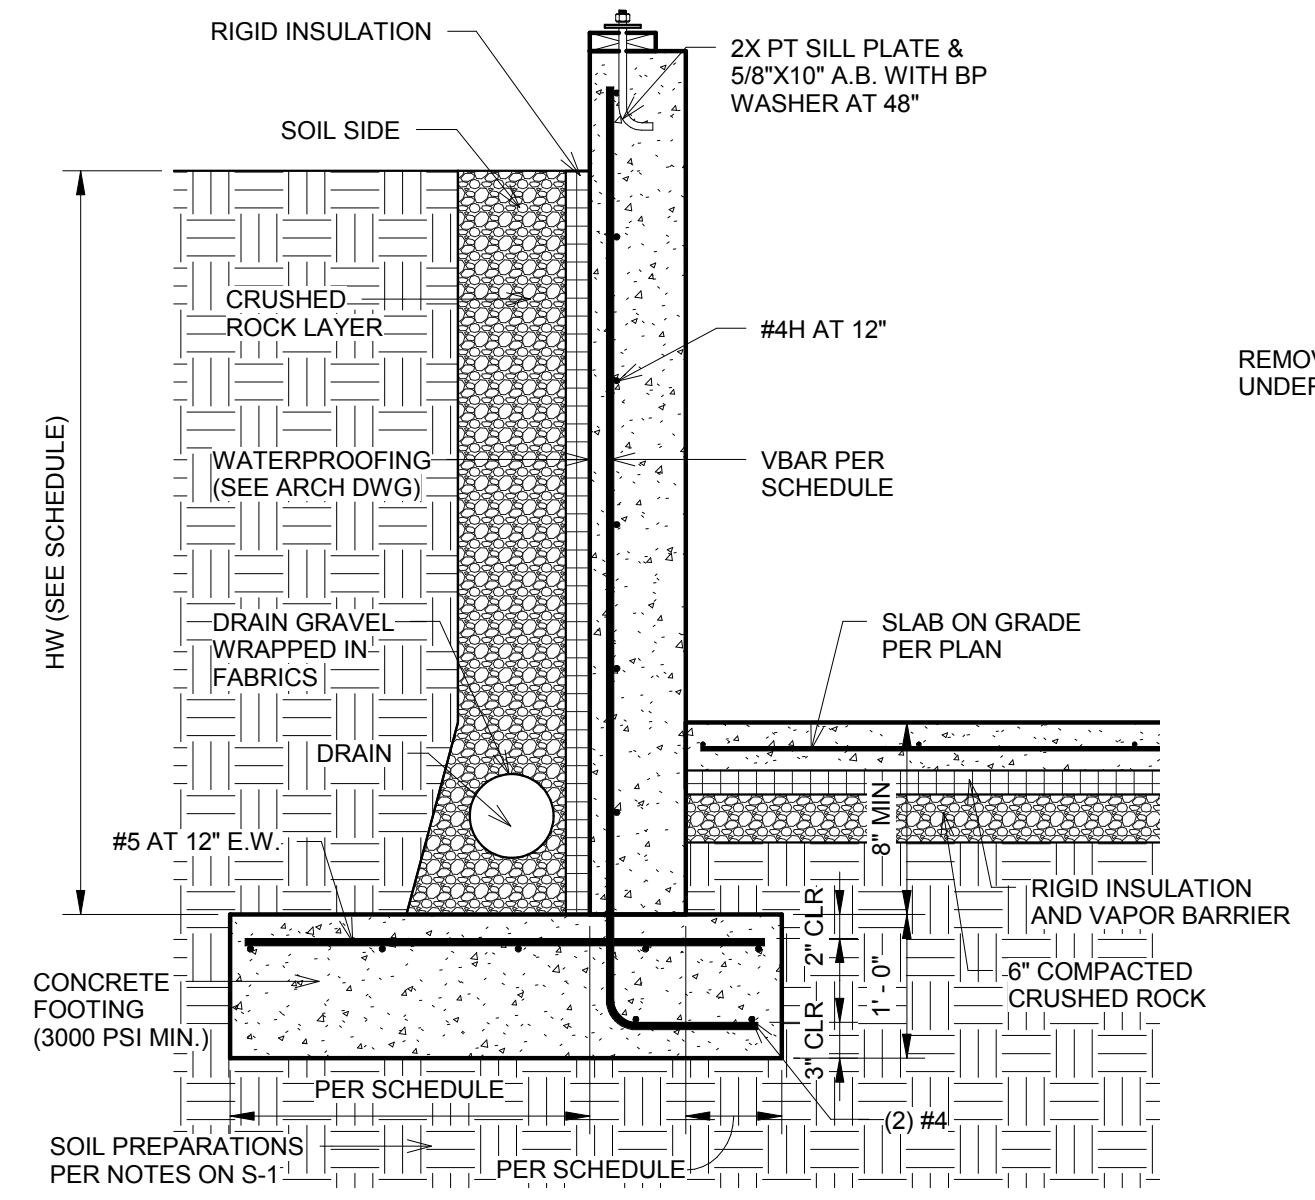 RIGID INSULATION
2X PT SILL PLATE &
5/8"X10" A.B. WITH BP
WASHER AT 48"
SOIL SIDE
CRUSHED
ROCK LAYER
#4H AT 12"
REMOV
UNDER
HW (SEE SCHEDULE)
WATERPROOFING
(SEE ARCH DWG)
VBAR PER
SCHEDULE
DRAIN GRAVEL
WRAPPED IN
FABRICS
SLAB ON GRADE
PER PLAN
DRAIN
8" MIN
#5 AT 12" E.W.
RIGID INSULATION
AND VAPOR BARRIER
2" CLR
1' - 0"
6" COMPACTED
CRUSHED ROCK
CONCRETE
FOOTING
(3000 PSI MIN.)
3" CLR
PER SCHEDULE
(2) #4
SOIL PREPARATIONS
PER NOTES ON S-1
PER SCHEDULE